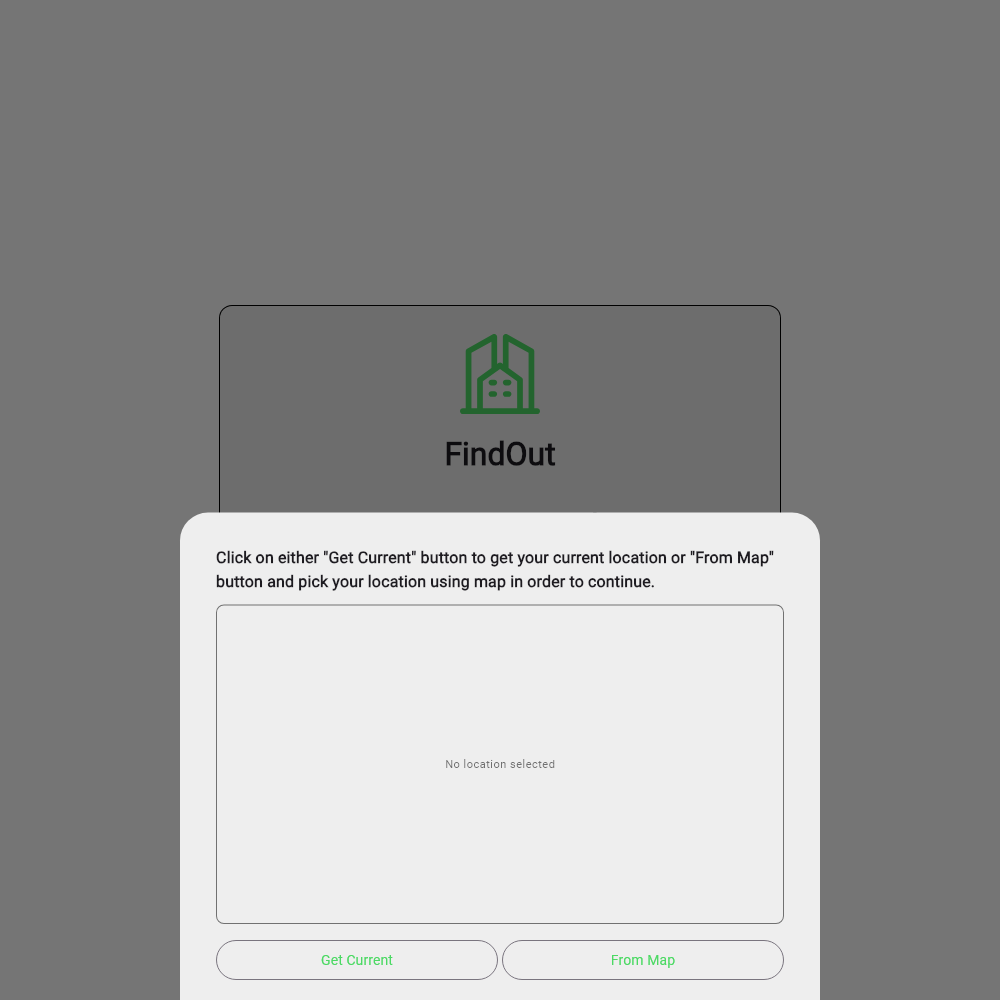 FindOut
Click on either "Get Current" button to get your current location or "From Map"
button and pick your location using map in order to continue.
No location selected
Get Current
From Map